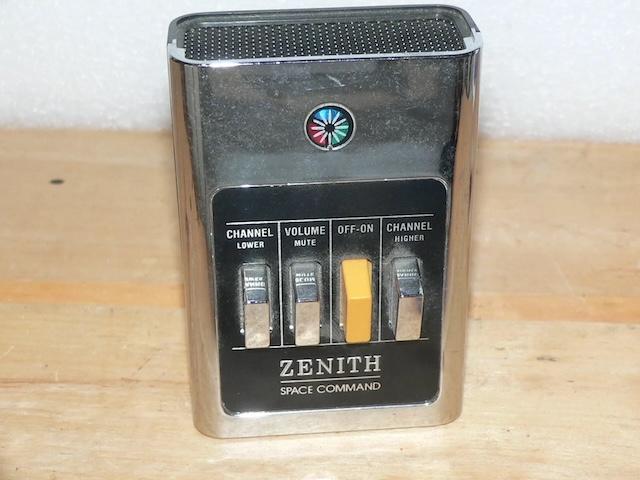 CHANNEL LOWER
VOLUME MUTE
OFF-ON
CHANNEL HIGHER
ZENITH
SPACE COMMAND